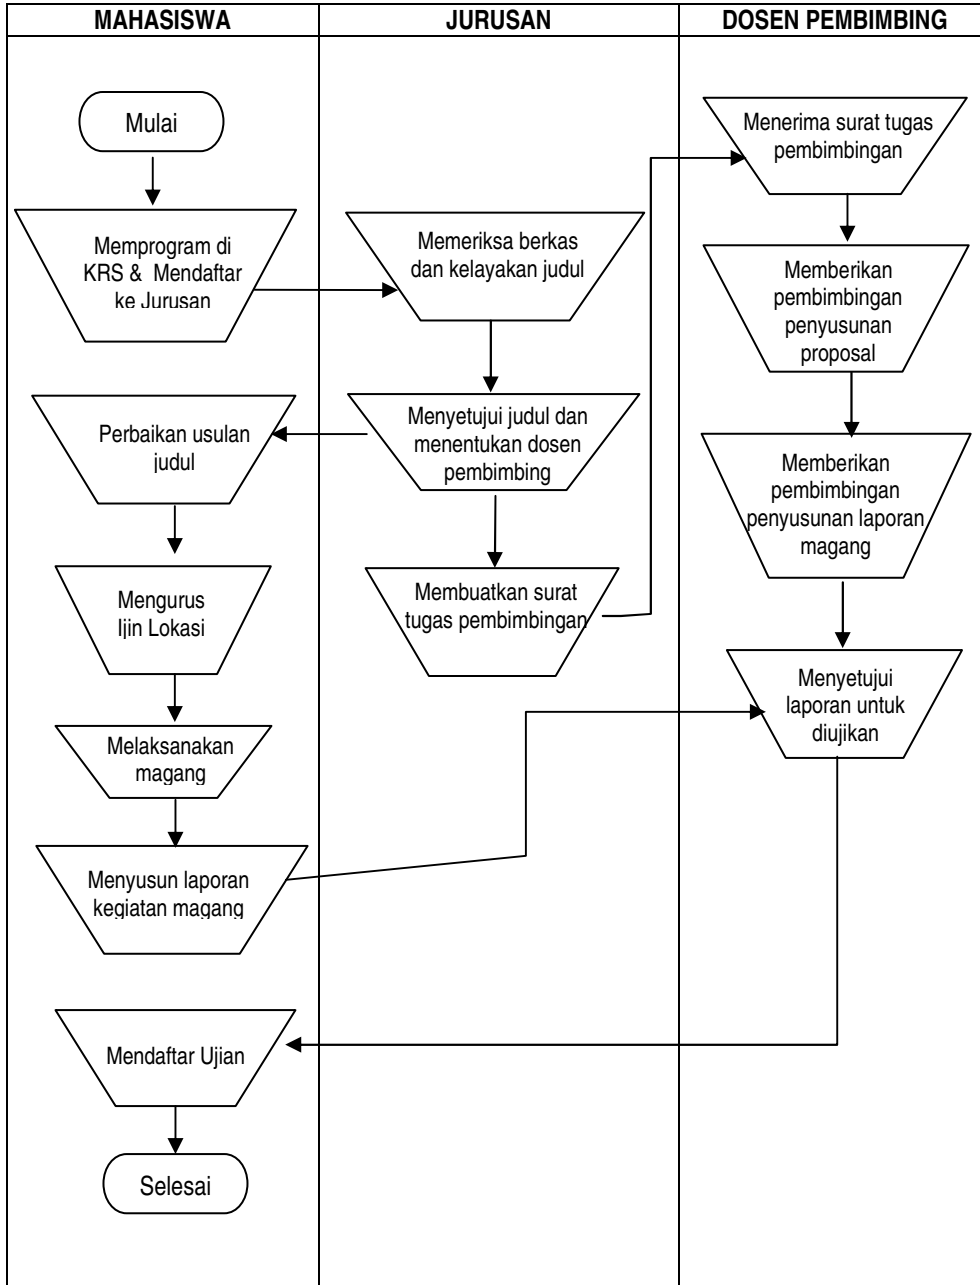 MAHASISWA
JURUSAN
DOSEN PEMBIMBING
Mulai
Memprogram di
KRS & Mendaftar
ke Jurusan
Perbaikan usulan
judul
Mengurus
Ijin Lokasi
Melaksanakan
magang
Menyusun laporan
kegiatan magang
Mendaftar Ujian
Selesai
Memeriksa berkas
dan kelayakan judul
Menyetujui judul dan
menentukan dosen
pembimbing
Membuatkan surat
tugas pembimbingan
Menerima surat tugas
pembimbingan
Memberikan
pembimbingan
penyusunan
proposal
Memberikan
pembimbingan
penyusunan laporan
magang
Menyetujui
laporan untuk
diujikan